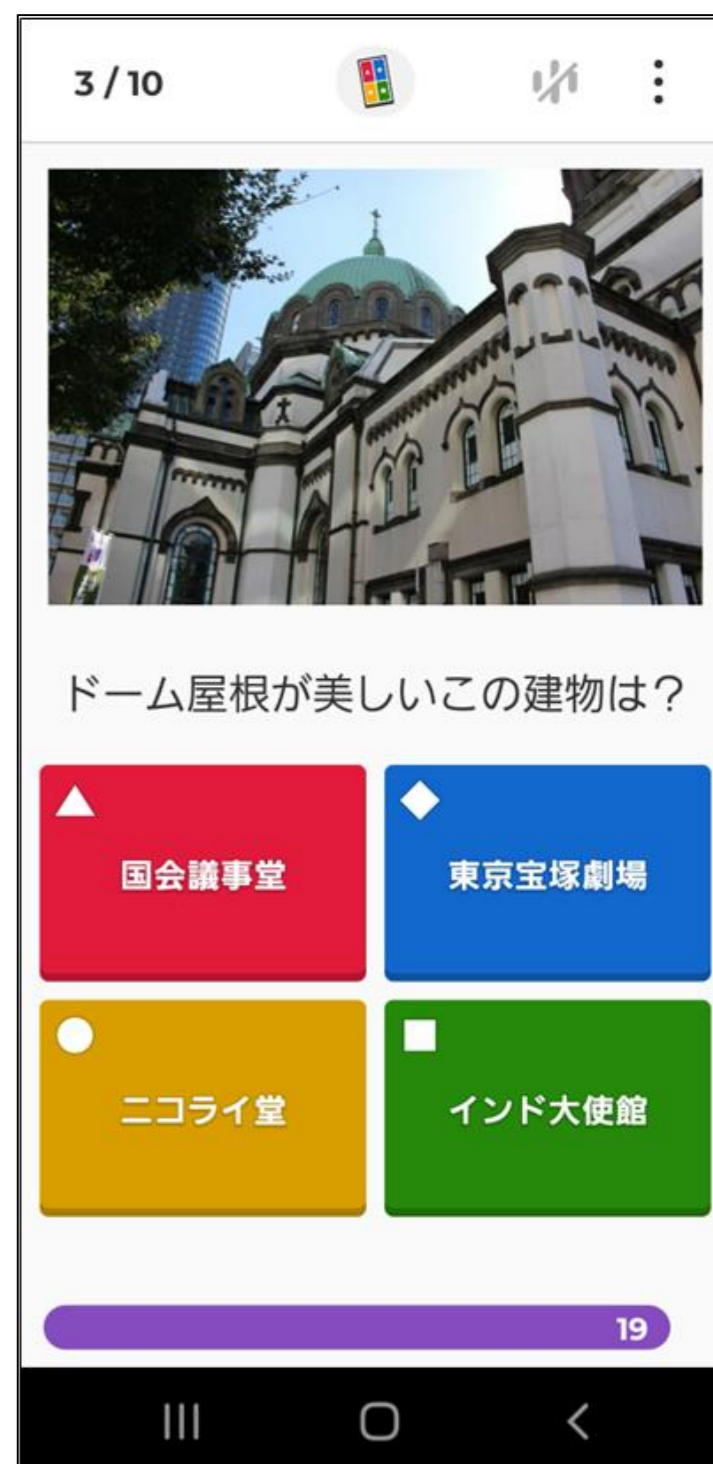 3 / 10
ドーム屋根が美しいこの建物は？
国会議事堂
東京宝塚劇場
ニコライ堂
インド大使館
19